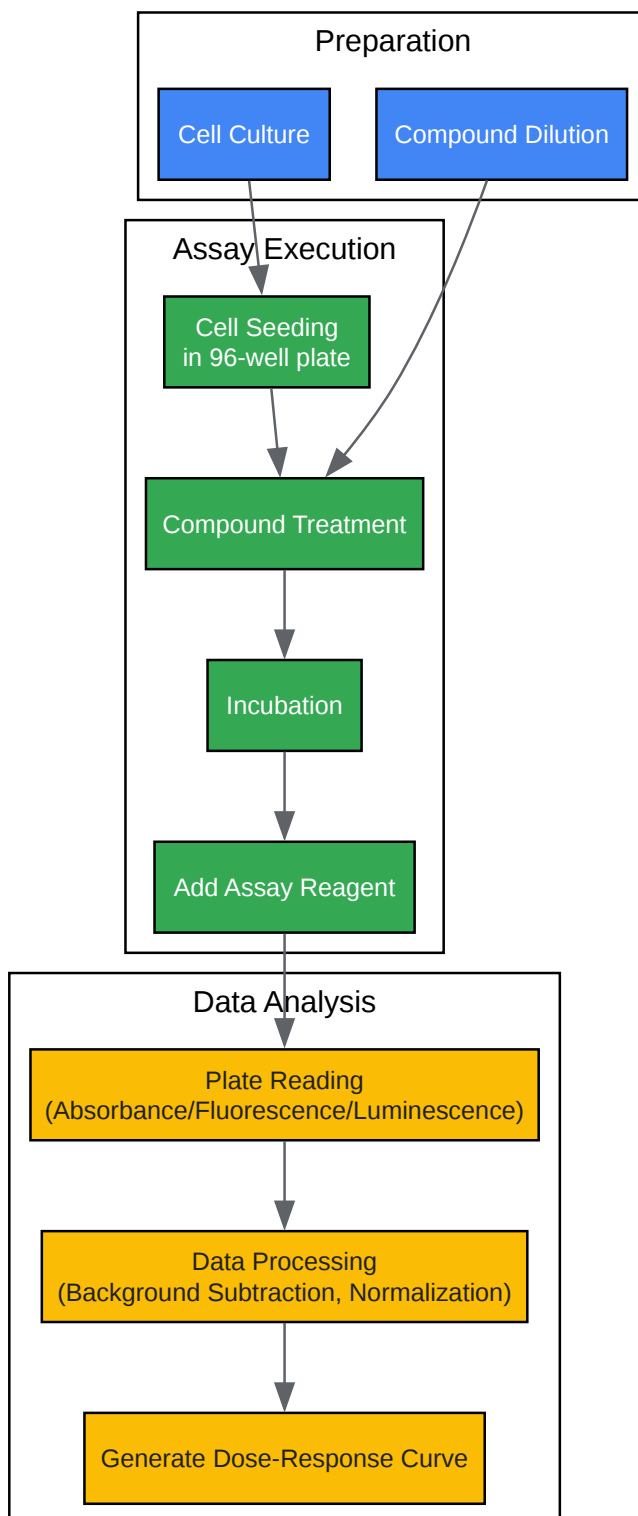 Preparation
Cell Culture
Compound Dilution
Assay Execution
Cell Seeding
in 96-well plate
Compound Treatment
Incubation
Add Assay Reagent
Data Analysis
Plate Reading
(Absorbance/Fluorescence/Luminescence)
Data Processing
(Background Subtraction, Normalization)
Generate Dose-Response Curve